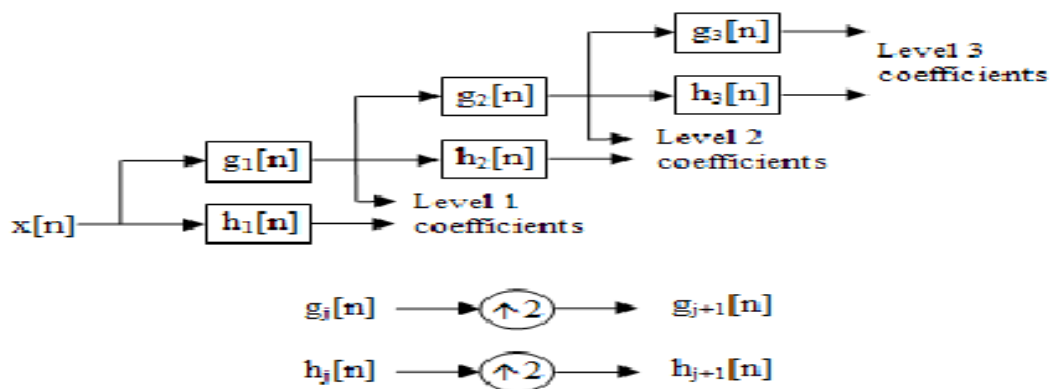 g₃[n]
Level 3
coefficients
g₂[n]
h₃[n]
Level 2
coefficients
g₁[n]
h₂[n]
Level 1
coefficients
x[n]
h₁[n]
gⱼ[n] ↑2 gⱼ₊₁[n]
hⱼ[n] ↑2 hⱼ₊₁[n]